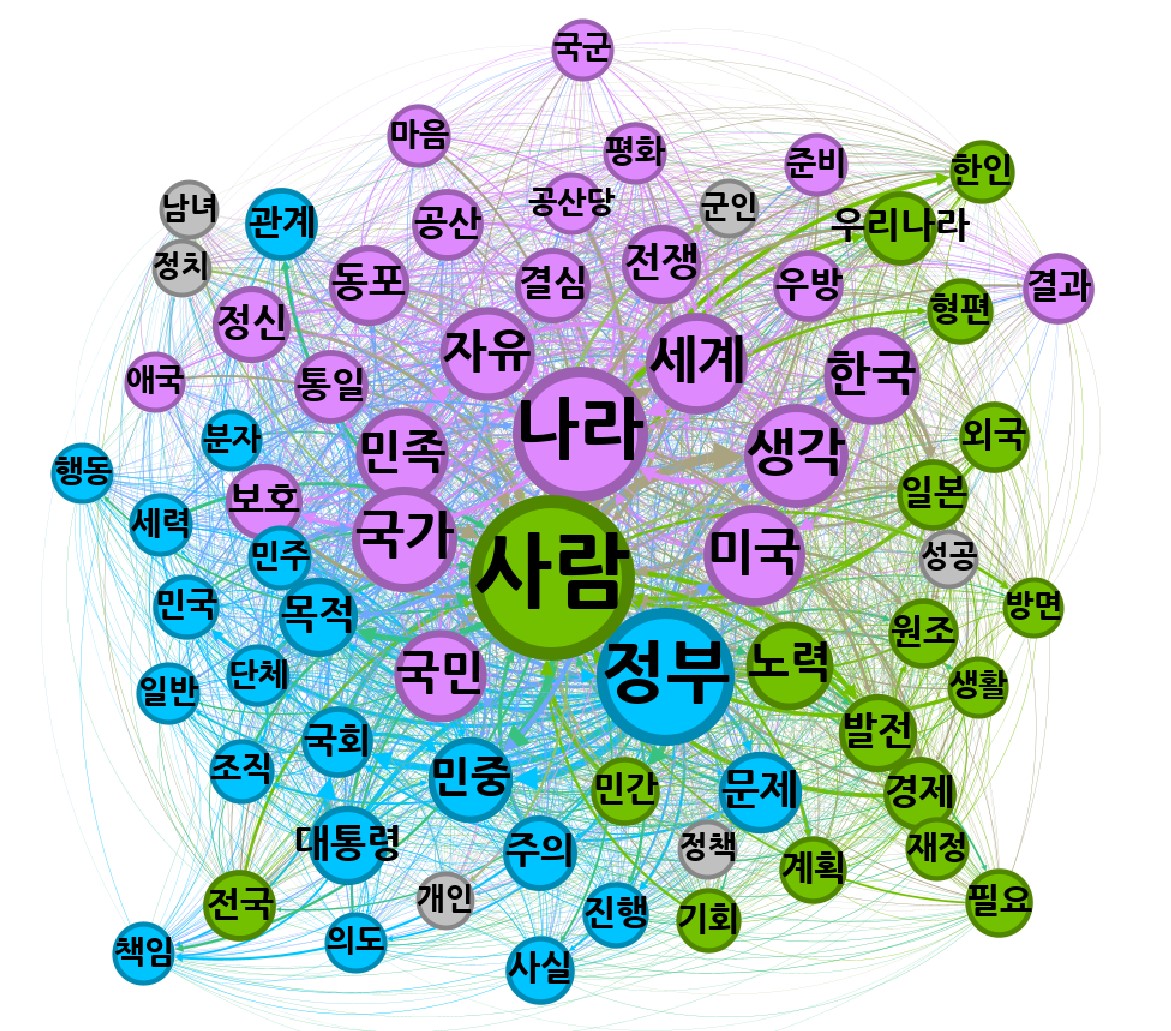 국군
마음
평화
준비
한인
남녀
관계
공산
공산당
군인
우리나라
정치
동포
결심
전쟁
우방
결과
정신
형편
애국
통일
자유
세계
한국
분자
민족
나라
생각
외국
행동
보호
일본
세력
민주
국가
사람
미국
성공
민국
목적
방면
원조
일반
단체
국민
정부
노력
생활
국회
발전
조직
민중
민간
문제
경제
대통령
주의
정책
계획
재정
전국
개인
진행
기회
필요
책임
의도
사실